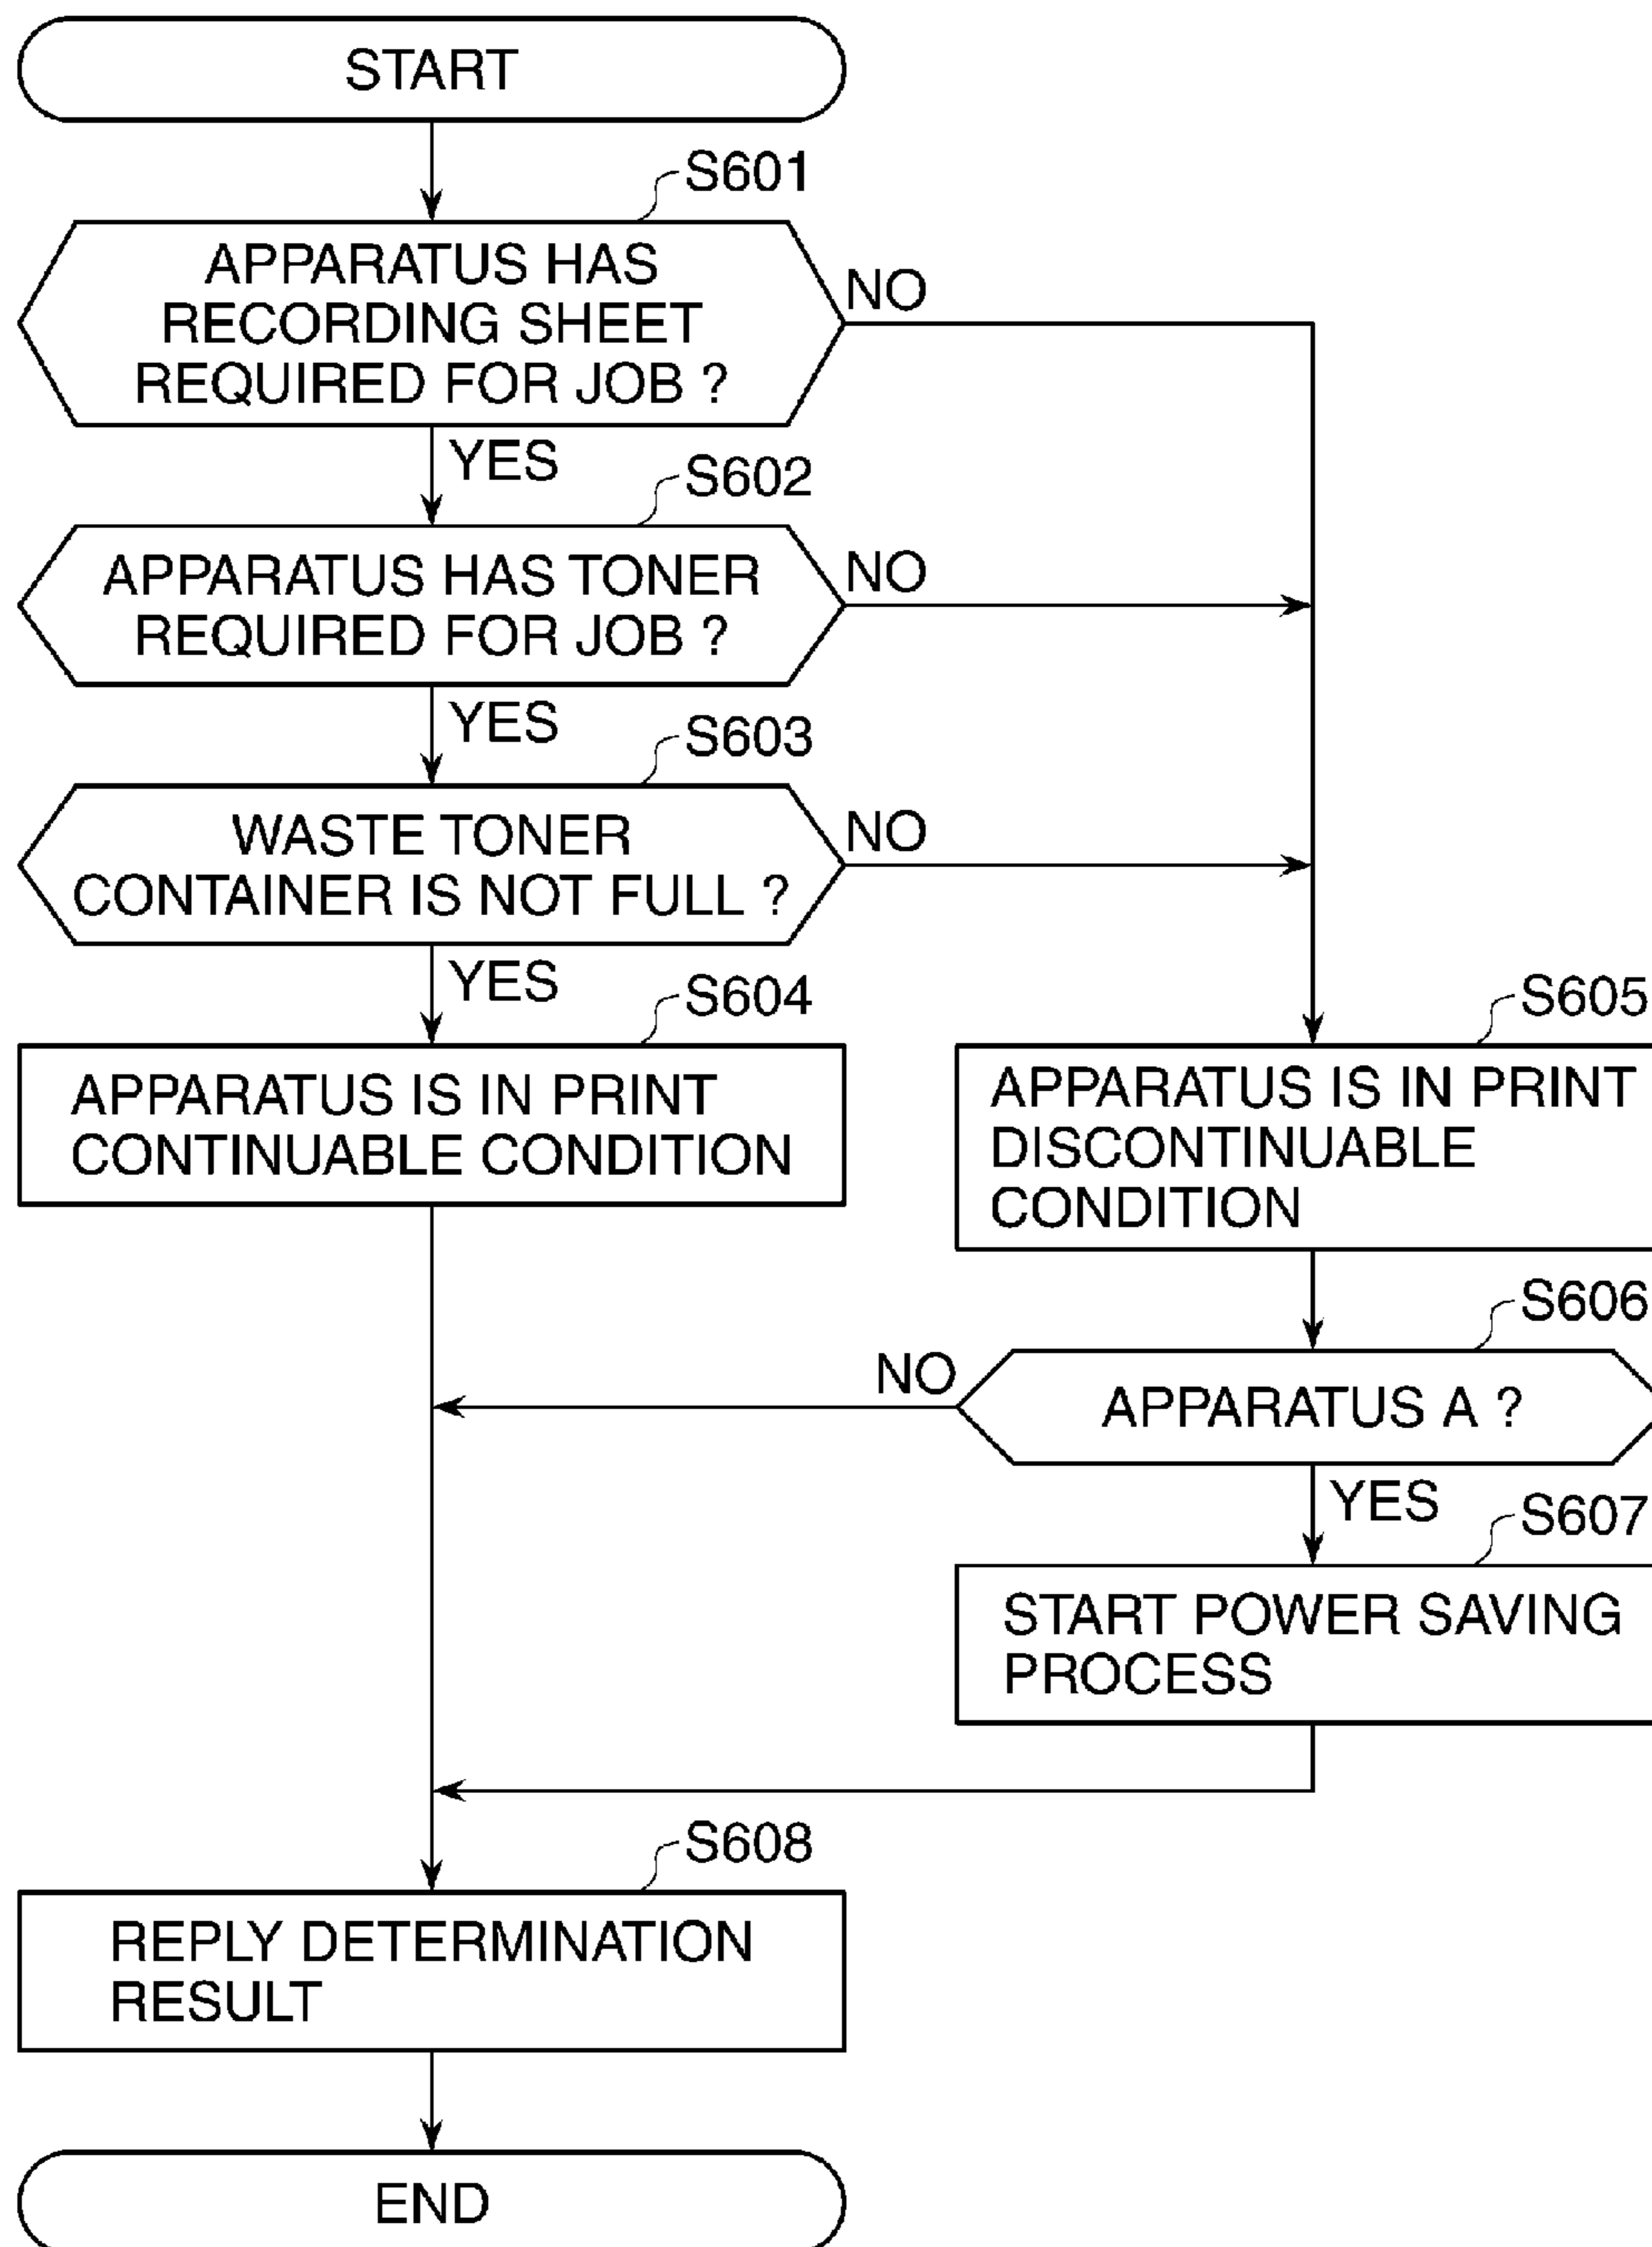 START
S601
APPARATUS HAS
RECORDING SHEET
REQUIRED FOR JOB ?
NO
YES
S602
APPARATUS HAS TONER
REQUIRED FOR JOB ?
NO
YES
S603
WASTE TONER
CONTAINER IS NOT FULL ?
NO
YES
S604
APPARATUS IS IN PRINT
CONTINUABLE CONDITION
S605
APPARATUS IS IN PRINT
DISCONTINUABLE
CONDITION
S606
APPARATUS A ?
NO
YES
S607
START POWER SAVING
PROCESS
S608
REPLY DETERMINATION
RESULT
END